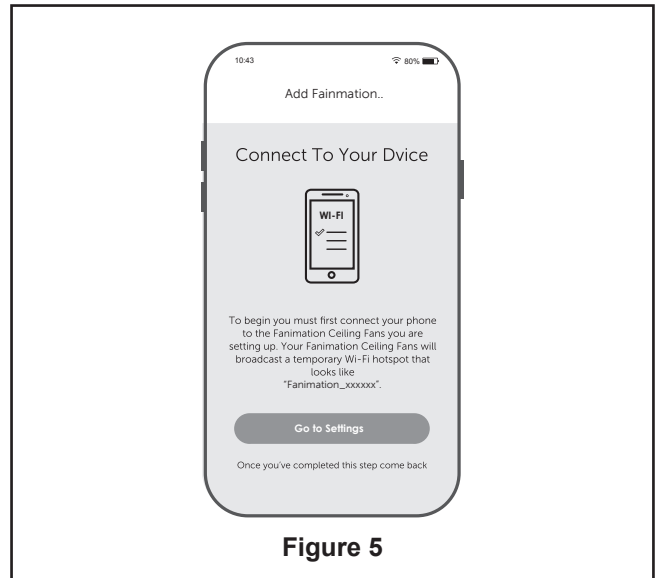 10:43
80%
Add Fainmation..
Connect To Your Dvice
WI-FI
To begin you must first connect your phone
to the Fanimation Ceiling Fans you are
setting up. Your Fanimation Ceiling Fans will
broadcast a temporary Wi-Fi hotspot that
looks like
"Fanimation_xxxxxx".
Go to Settings
Once you've completed this step come back
Figure 5